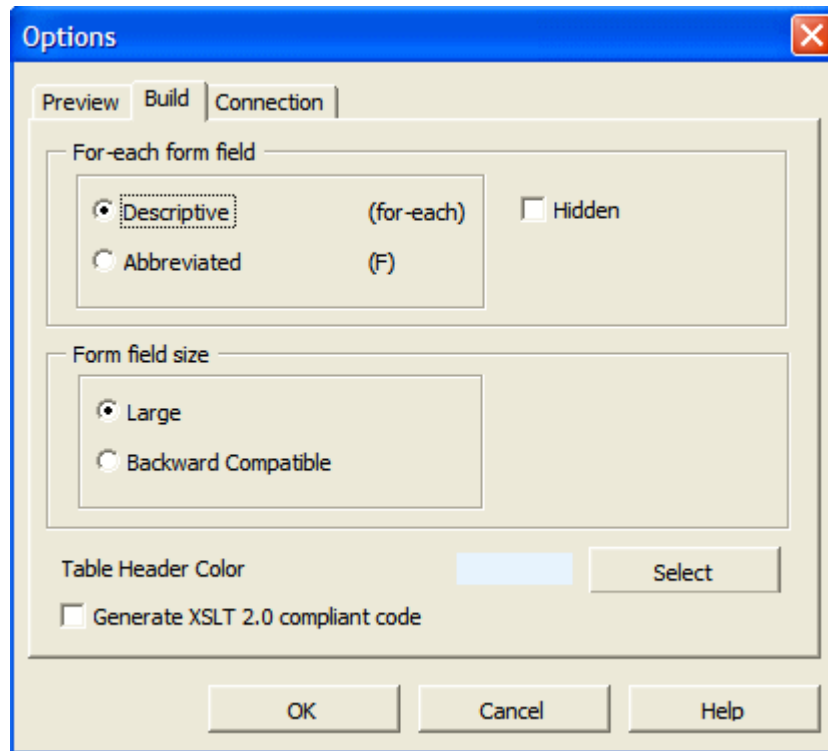 Options
Preview Build Connection
For-each form field
Descriptive (for-each) Hidden
Abbreviated (F)
Form field size
Large
Backward Compatible
Table Header Color Select
Generate XSLT 2.0 compliant code
OK Cancel Help